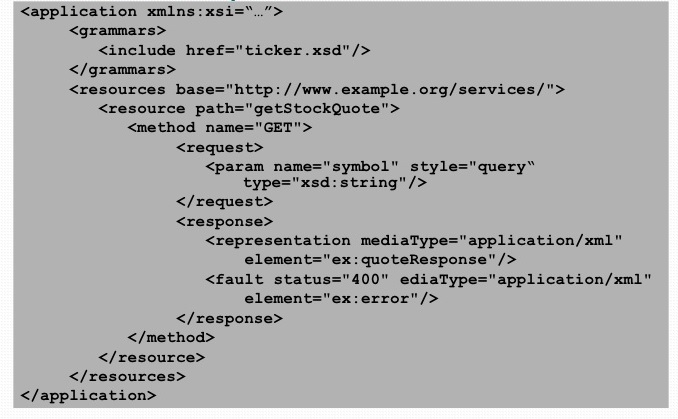 <application xmlns:xsi=“…”>
<grammars>
<include href="ticker.xsd"/>
</grammars>
<resources base="http://www.example.org/services/">
<resource path="getStockQuote">
<method name="GET">
<request>
<param name="symbol" style="query“
type="xsd:string"/>
</request>
<response>
<representation mediaType="application/xml"
element="ex:quoteResponse"/>
<fault status="400" ediaType="application/xml"
element="ex:error"/>
</response>
</method>
</resource>
</resources>
</application>